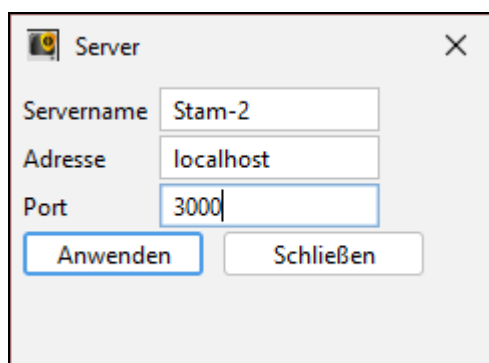 Server
Servername Stam-2
Adresse localhost
Port 3000
Anwenden Schließen